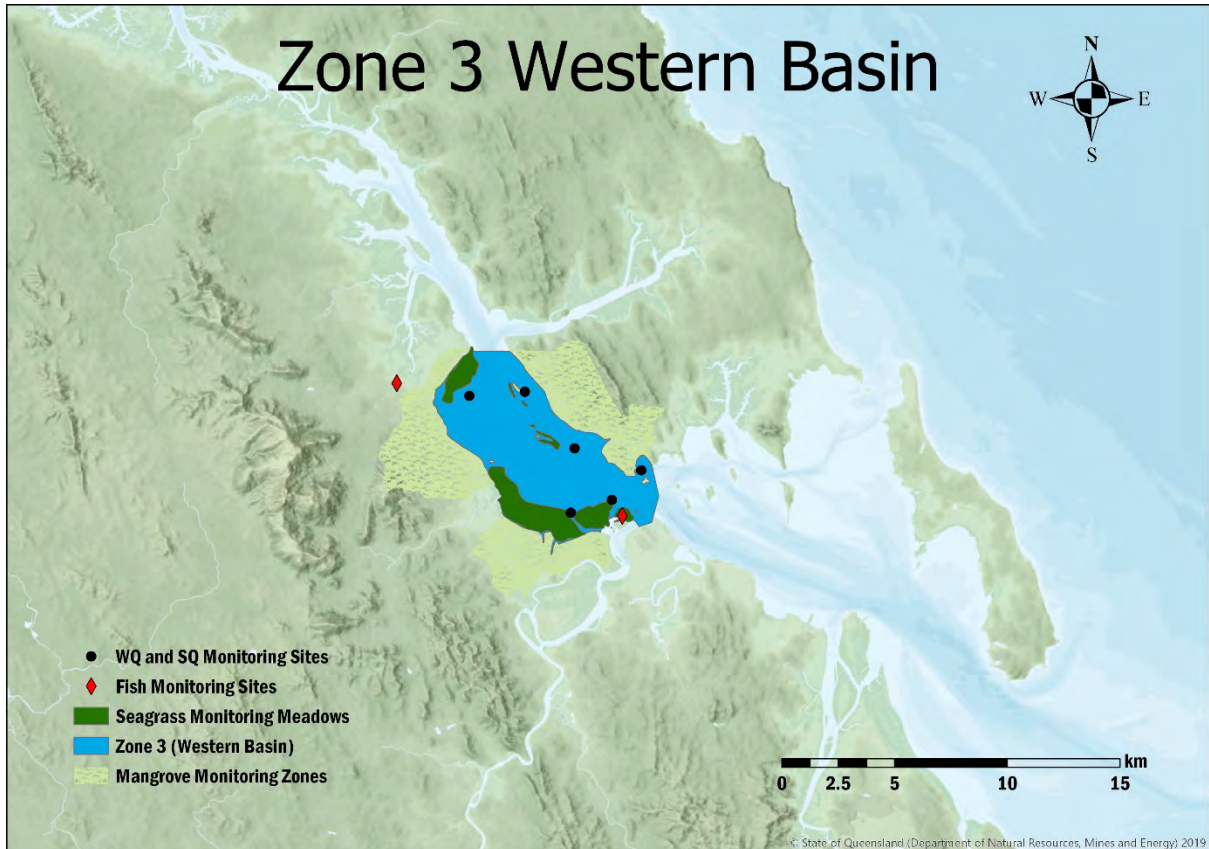 Zone 3 Western Basin
N
W E
S
WQ and SQ Monitoring Sites
Fish Monitoring Sites
Seagrass Monitoring Meadows
Zone 3 (Western Basin)
Mangrove Monitoring Zones
km
0 2.5 5 10 15
© State of Queensland (Department of Natural Resources, Mines and Energy) 2019